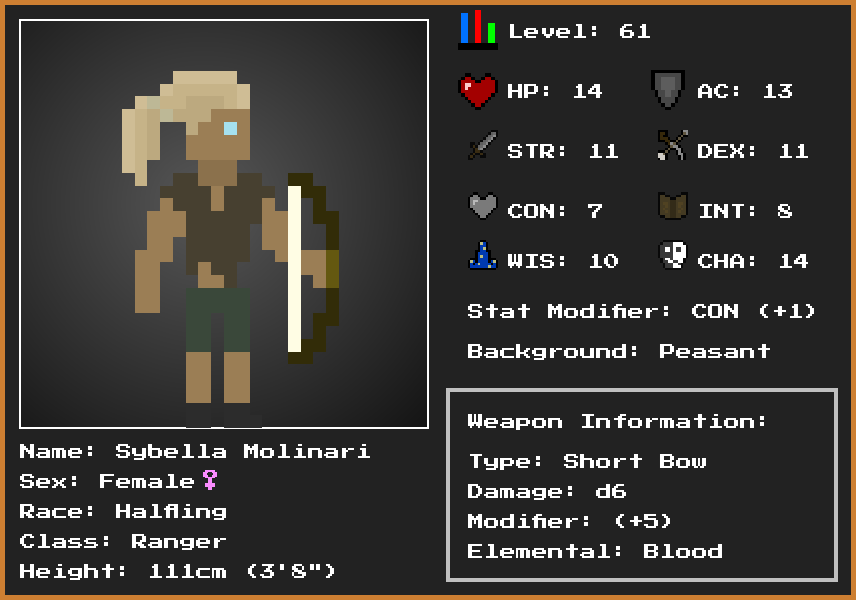 Level: 61
HP: 14 AC: 13
STR: 11 DEX: 11
CON: 7 INT: 8
WIS: 10 CHA: 14
Stat Modifier: CON (+1)
Background: Peasant
Weapon Information:
Type: Short Bow
Damage: d6
Modifier: (+5)
Elemental: Blood
Name: Sybella Molinari
Sex: Female♀
Race: Halfling
Class: Ranger
Height: 111cm (3'8")